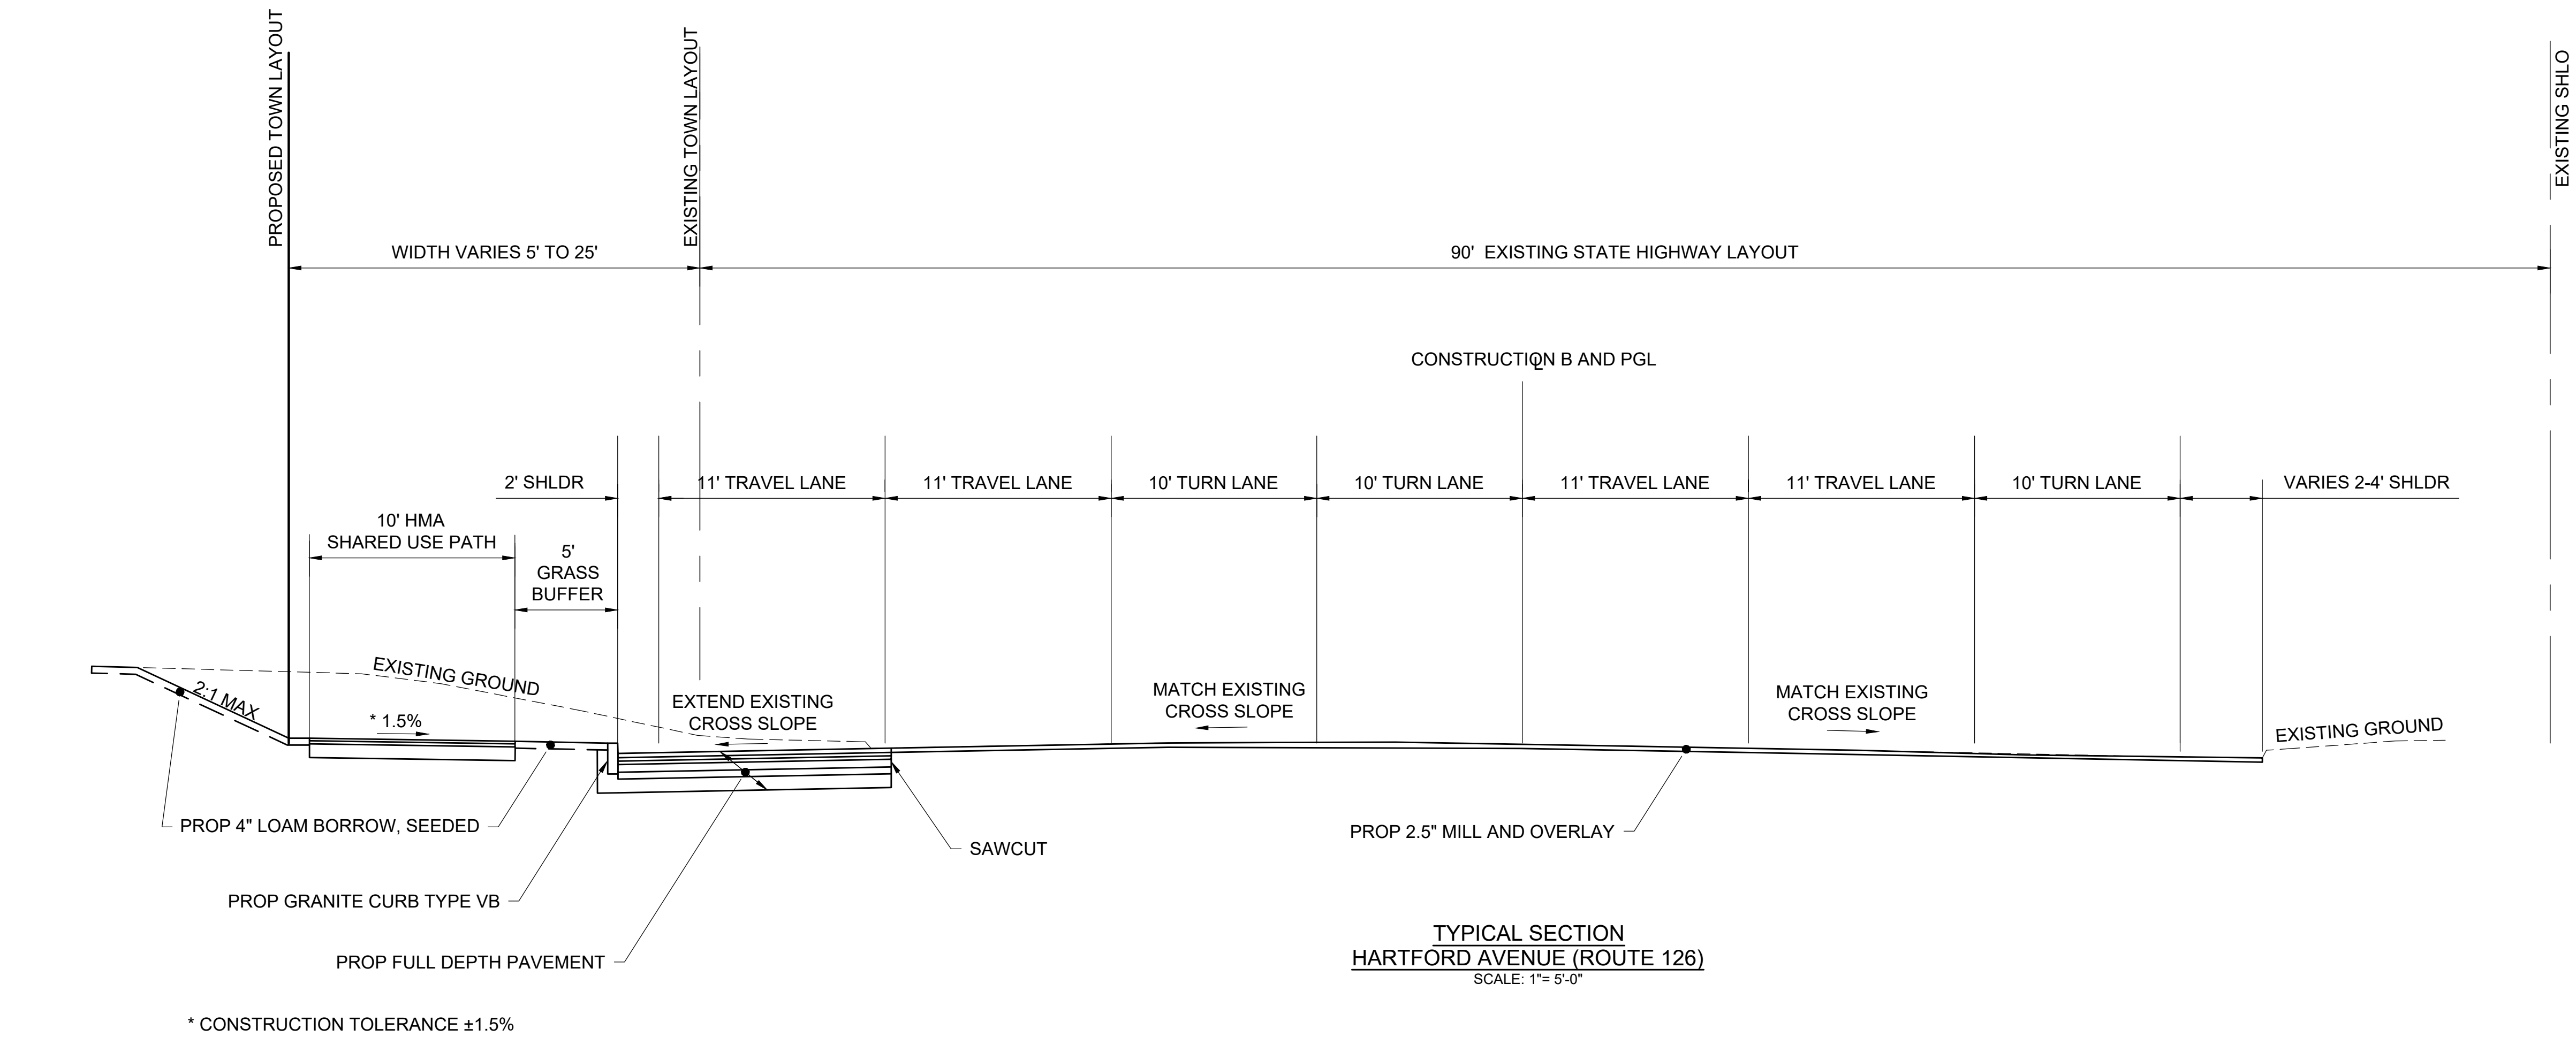 PROPOSED TOWN LAYOUT
EXISTING TOWN LAYOUT
EXISTING SHLO
WIDTH VARIES 5' TO 25'
90' EXISTING STATE HIGHWAY LAYOUT
CONSTRUCTION B AND PGL
L
2' SHLDR
11' TRAVEL LANE
11' TRAVEL LANE
10' TURN LANE
10' TURN LANE
11' TRAVEL LANE
11' TRAVEL LANE
10' TURN LANE
VARIES 2-4' SHLDR
10' HMA
SHARED USE PATH
5'
GRASS
BUFFER
EXISTING GROUND
2:1 MAX
* 1.5%
EXTEND EXISTING
CROSS SLOPE
MATCH EXISTING
CROSS SLOPE
MATCH EXISTING
CROSS SLOPE
EXISTING GROUND
PROP 4" LOAM BORROW, SEEDED
SAWCUT
PROP 2.5" MILL AND OVERLAY
PROP GRANITE CURB TYPE VB
PROP FULL DEPTH PAVEMENT
TYPICAL SECTION
HARTFORD AVENUE (ROUTE 126)
SCALE: 1"= 5'-0"
* CONSTRUCTION TOLERANCE ±1.5%